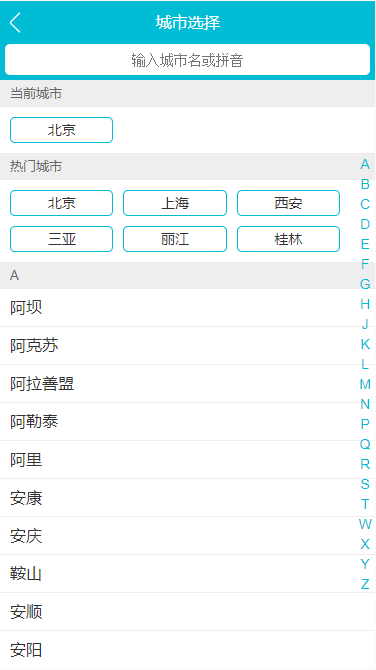 城市选择
输入城市名或拼音
当前城市
北京
热门城市
北京 上海 西安
三亚 丽江 桂林
A
阿坝
阿克苏
阿拉善盟
阿勒泰
阿里
安康
安庆
鞍山
安顺
安阳
A
B
C
D
E
F
G
H
J
K
L
M
N
P
Q
R
S
T
W
X
Y
Z